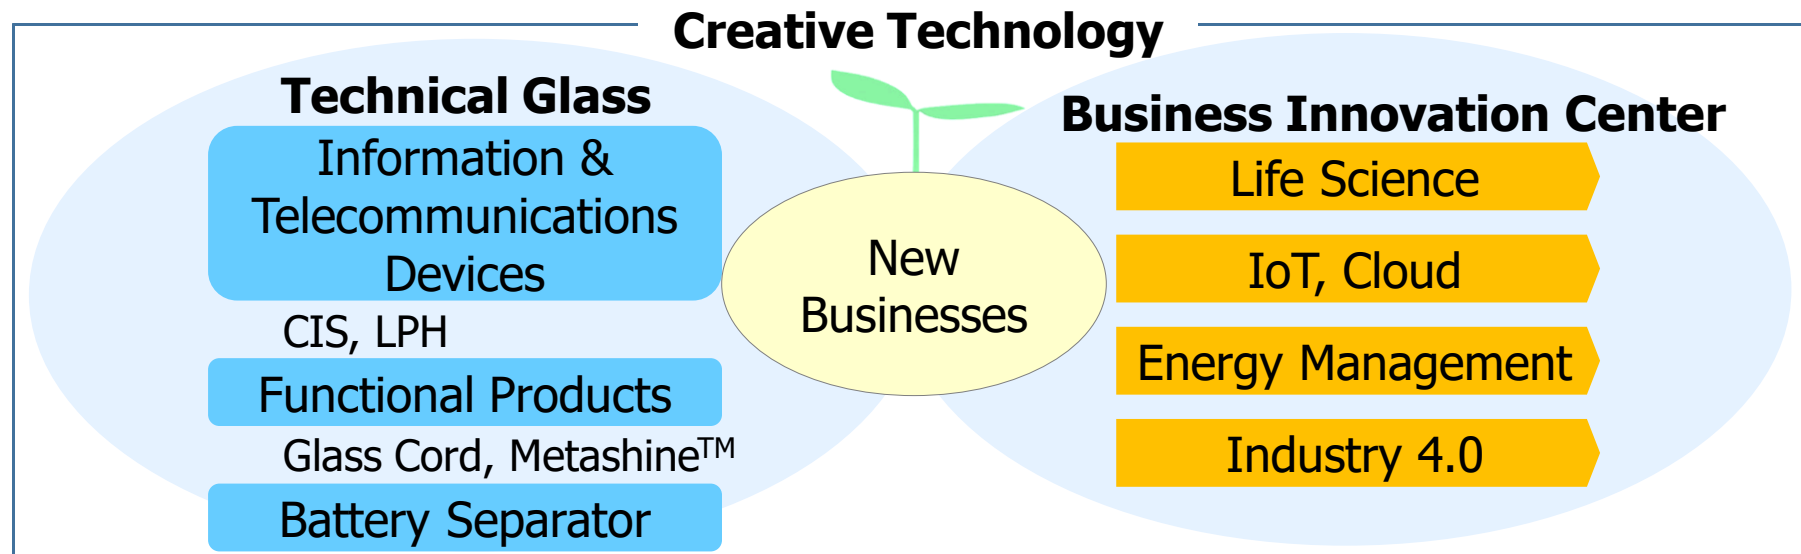 Creative Technology
Technical Glass
Information &
Telecommunications
Devices
CIS, LPH
Functional Products
Glass Cord, Metashine™
Battery Separator
New
Businesses
Business Innovation Center
Life Science
IoT, Cloud
Energy Management
Industry 4.0